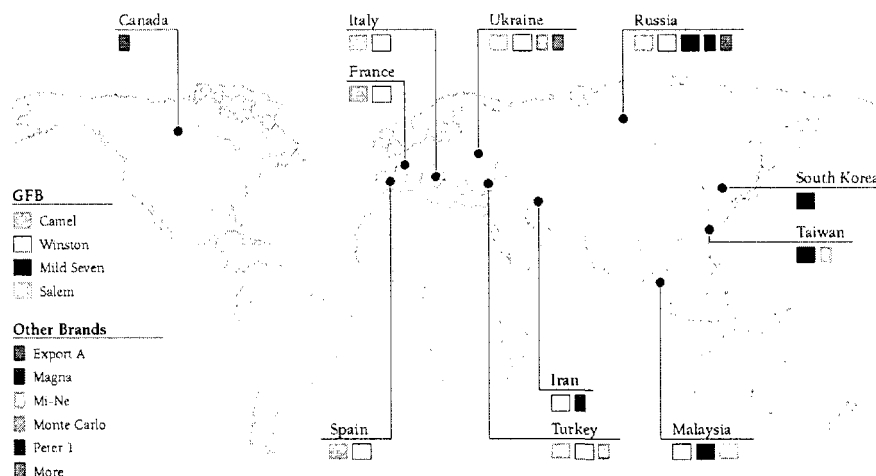 Canada
Italy
Ukraine
Russia
France
South Korea
Taiwan
GFB
Camel
Winston
Mild Seven
Salem
Other Brands
Export A
Magna
Mi-Ne
Monte Carlo
Peter 1
More
Iran
Spain
Turkey
Malaysia